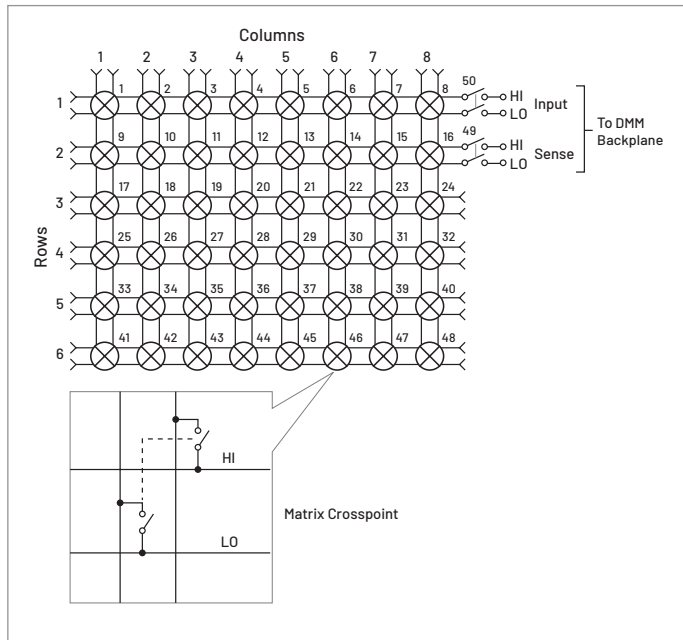 Columns
1 2 3 4 5 6 7 8
50
1 1 2 3 4 5 6 7 8 HI Input
LO
To DMM
Backplane
49
2 9 10 11 12 13 14 15 16 HI
LO Sense
3 17 18 19 20 21 22 23 24
Rows
4 25 26 27 28 29 30 31 32
5 33 34 35 36 37 38 39 40
6 41 42 43 44 45 46 47 48
HI
Matrix Crosspoint
LO